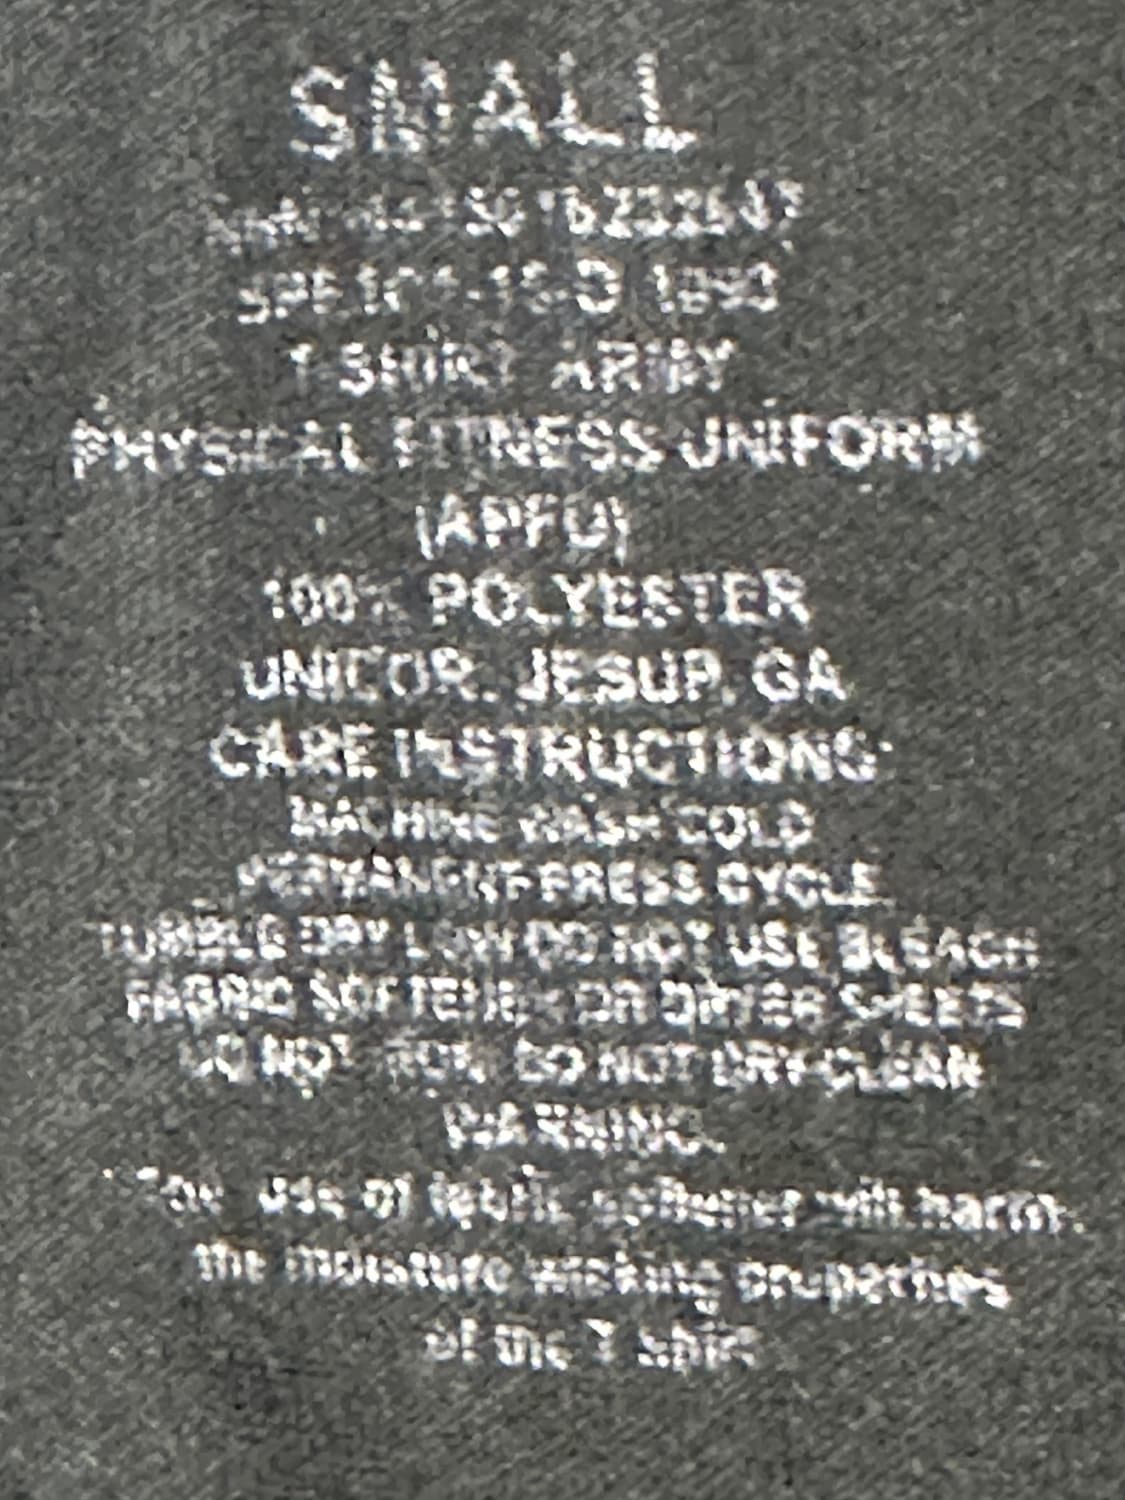 SMALL
T-SHIRT ARMY
PHYSICAL FITNESS UNIFORM
(APFU)
100% POLYESTER
UNICOR, JESUP, GA
CARE INSTRUCTIONS:
MACHINE WASH COLD
PERMANENT PRESS CYCLE
TUMBLE DRY LOW DO NOT USE BLEACH
FABRIC SOFTENER OR DRYER SHEETS
DO NOT IRON DO NOT DRY-CLEAN
WARNING:
use of fabric softener will harm
the moisture wicking properties
of the T-shirt